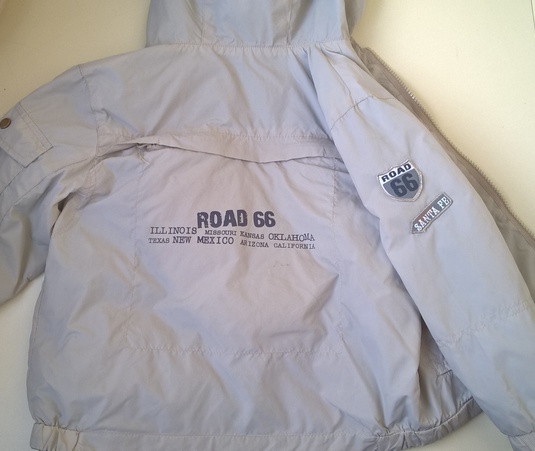 ROAD 66
ILLINOIS MISSOURI KANSAS OKLAHOMA
TEXAS NEW MEXICO ARIZONA CALIFORNIA
ROAD
66
SANTA FE